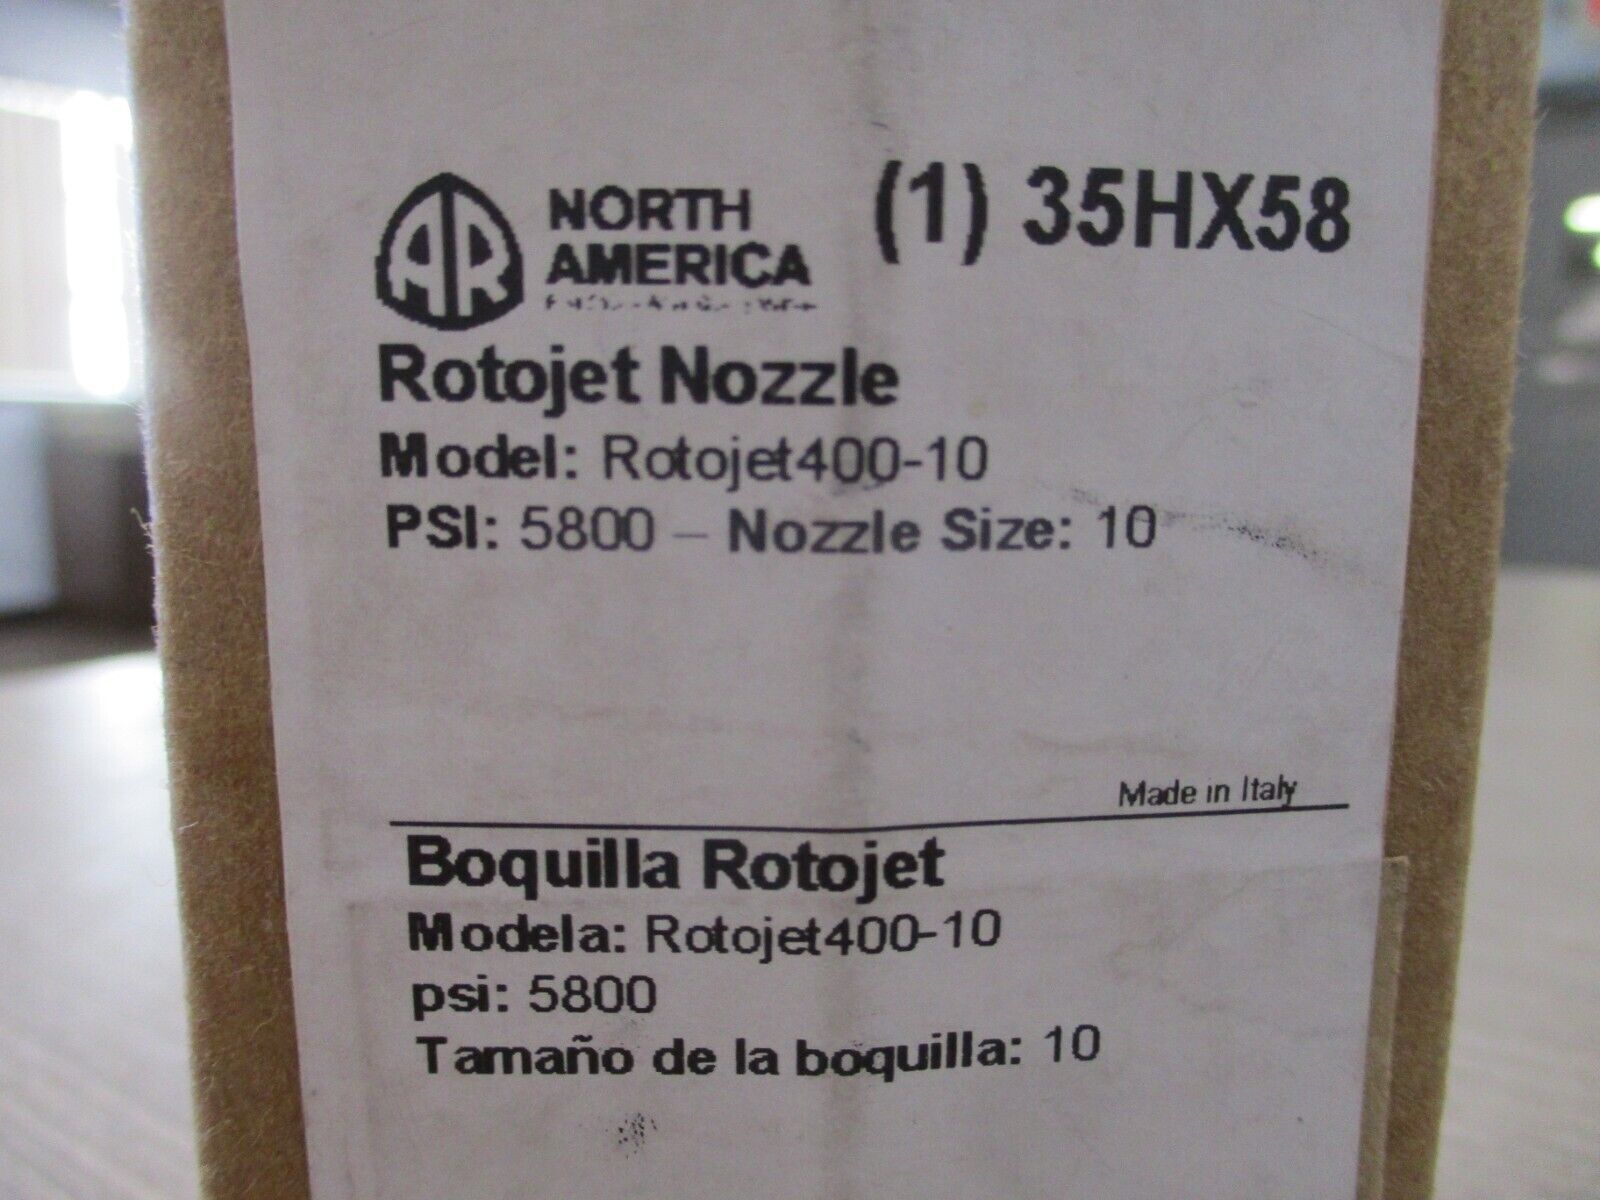 AR NORTH AMERICA
(1) 35HX58
Rotojet Nozzle
Model: Rotojet400-10
PSI: 5800 – Nozzle Size: 10
Made in Italy
Boquilla Rotojet
Modela: Rotojet400-10
psi: 5800
Tamaño de la boquilla: 10